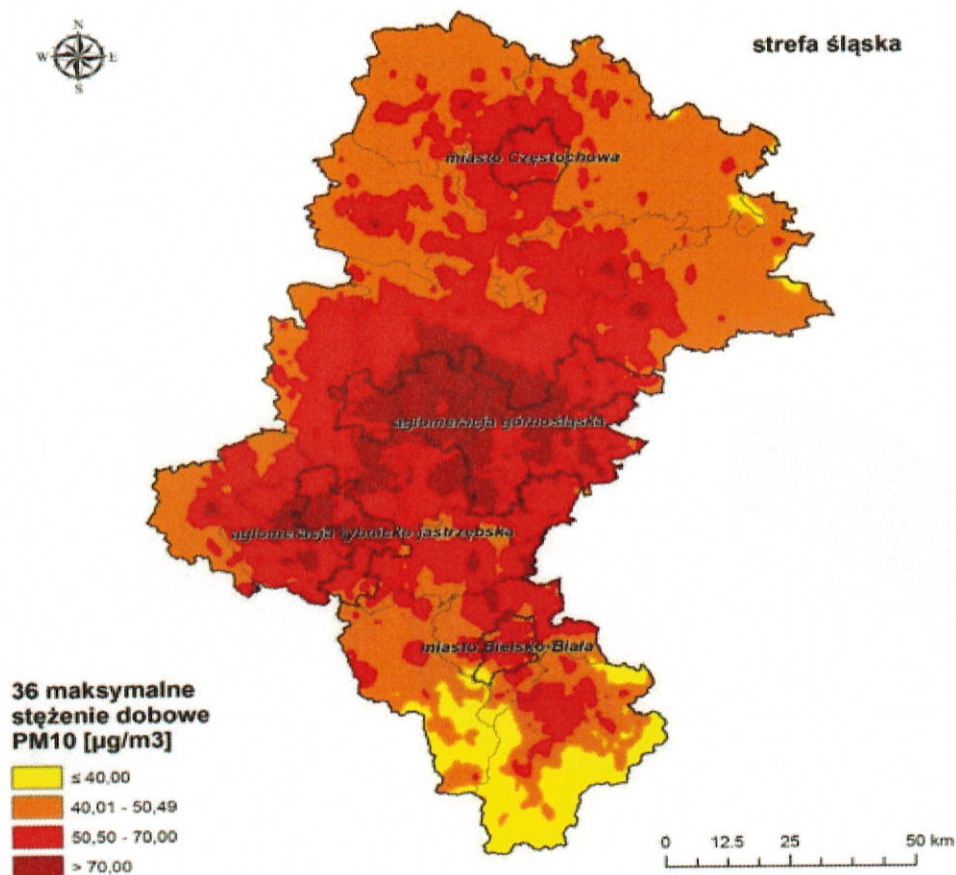 N
W E
S
strefa śląska
miasto Częstochowa
aglomeracja górnośląska
aglomeracja rybnicko-jastrzębska
miasto Bielsko-Biała
36 maksymalne
stężenie dobowe
PM10 [µg/m3]
≤ 40,00
40,01 - 50,49
50,50 - 70,00
> 70,00
0 12.5 25 50 km